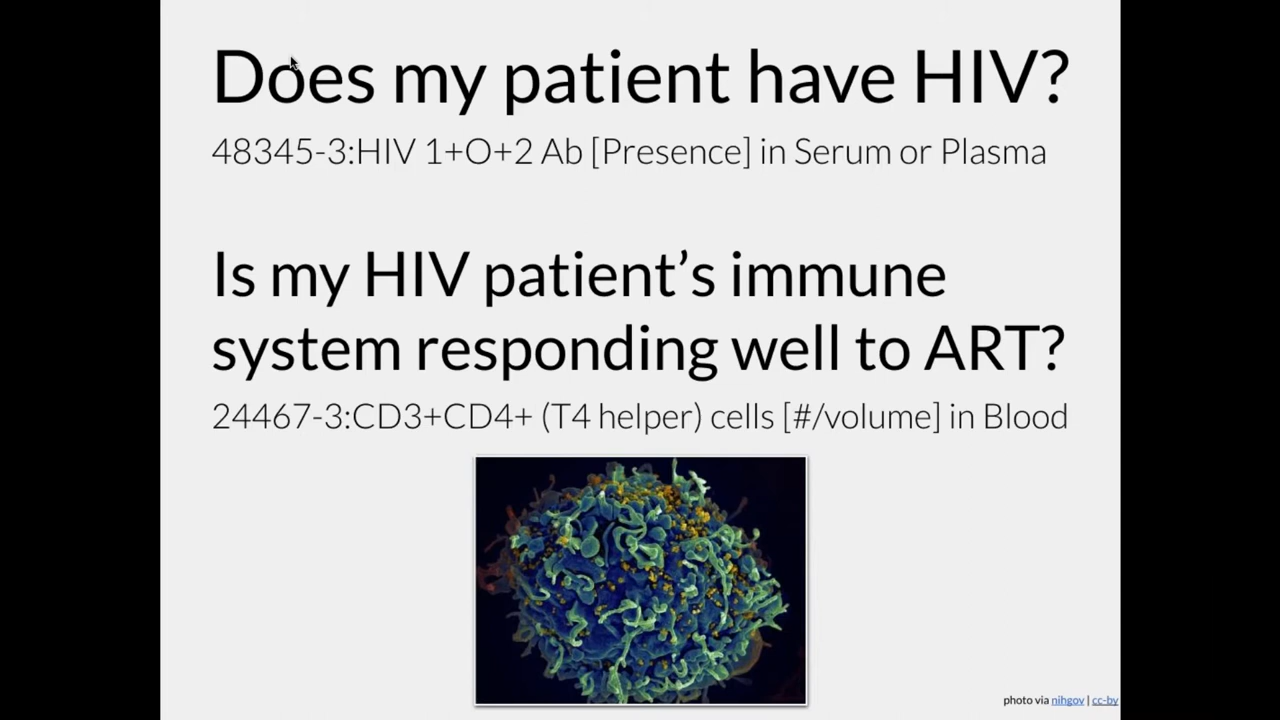 Does my patient have HIV?
48345-3:HIV 1+O+2 Ab [Presence] in Serum or Plasma
Is my HIV patient’s immune
system responding well to ART?
24467-3:CD3+CD4+ (T4 helper) cells [#/volume] in Blood
photo via nihgov | cc-by